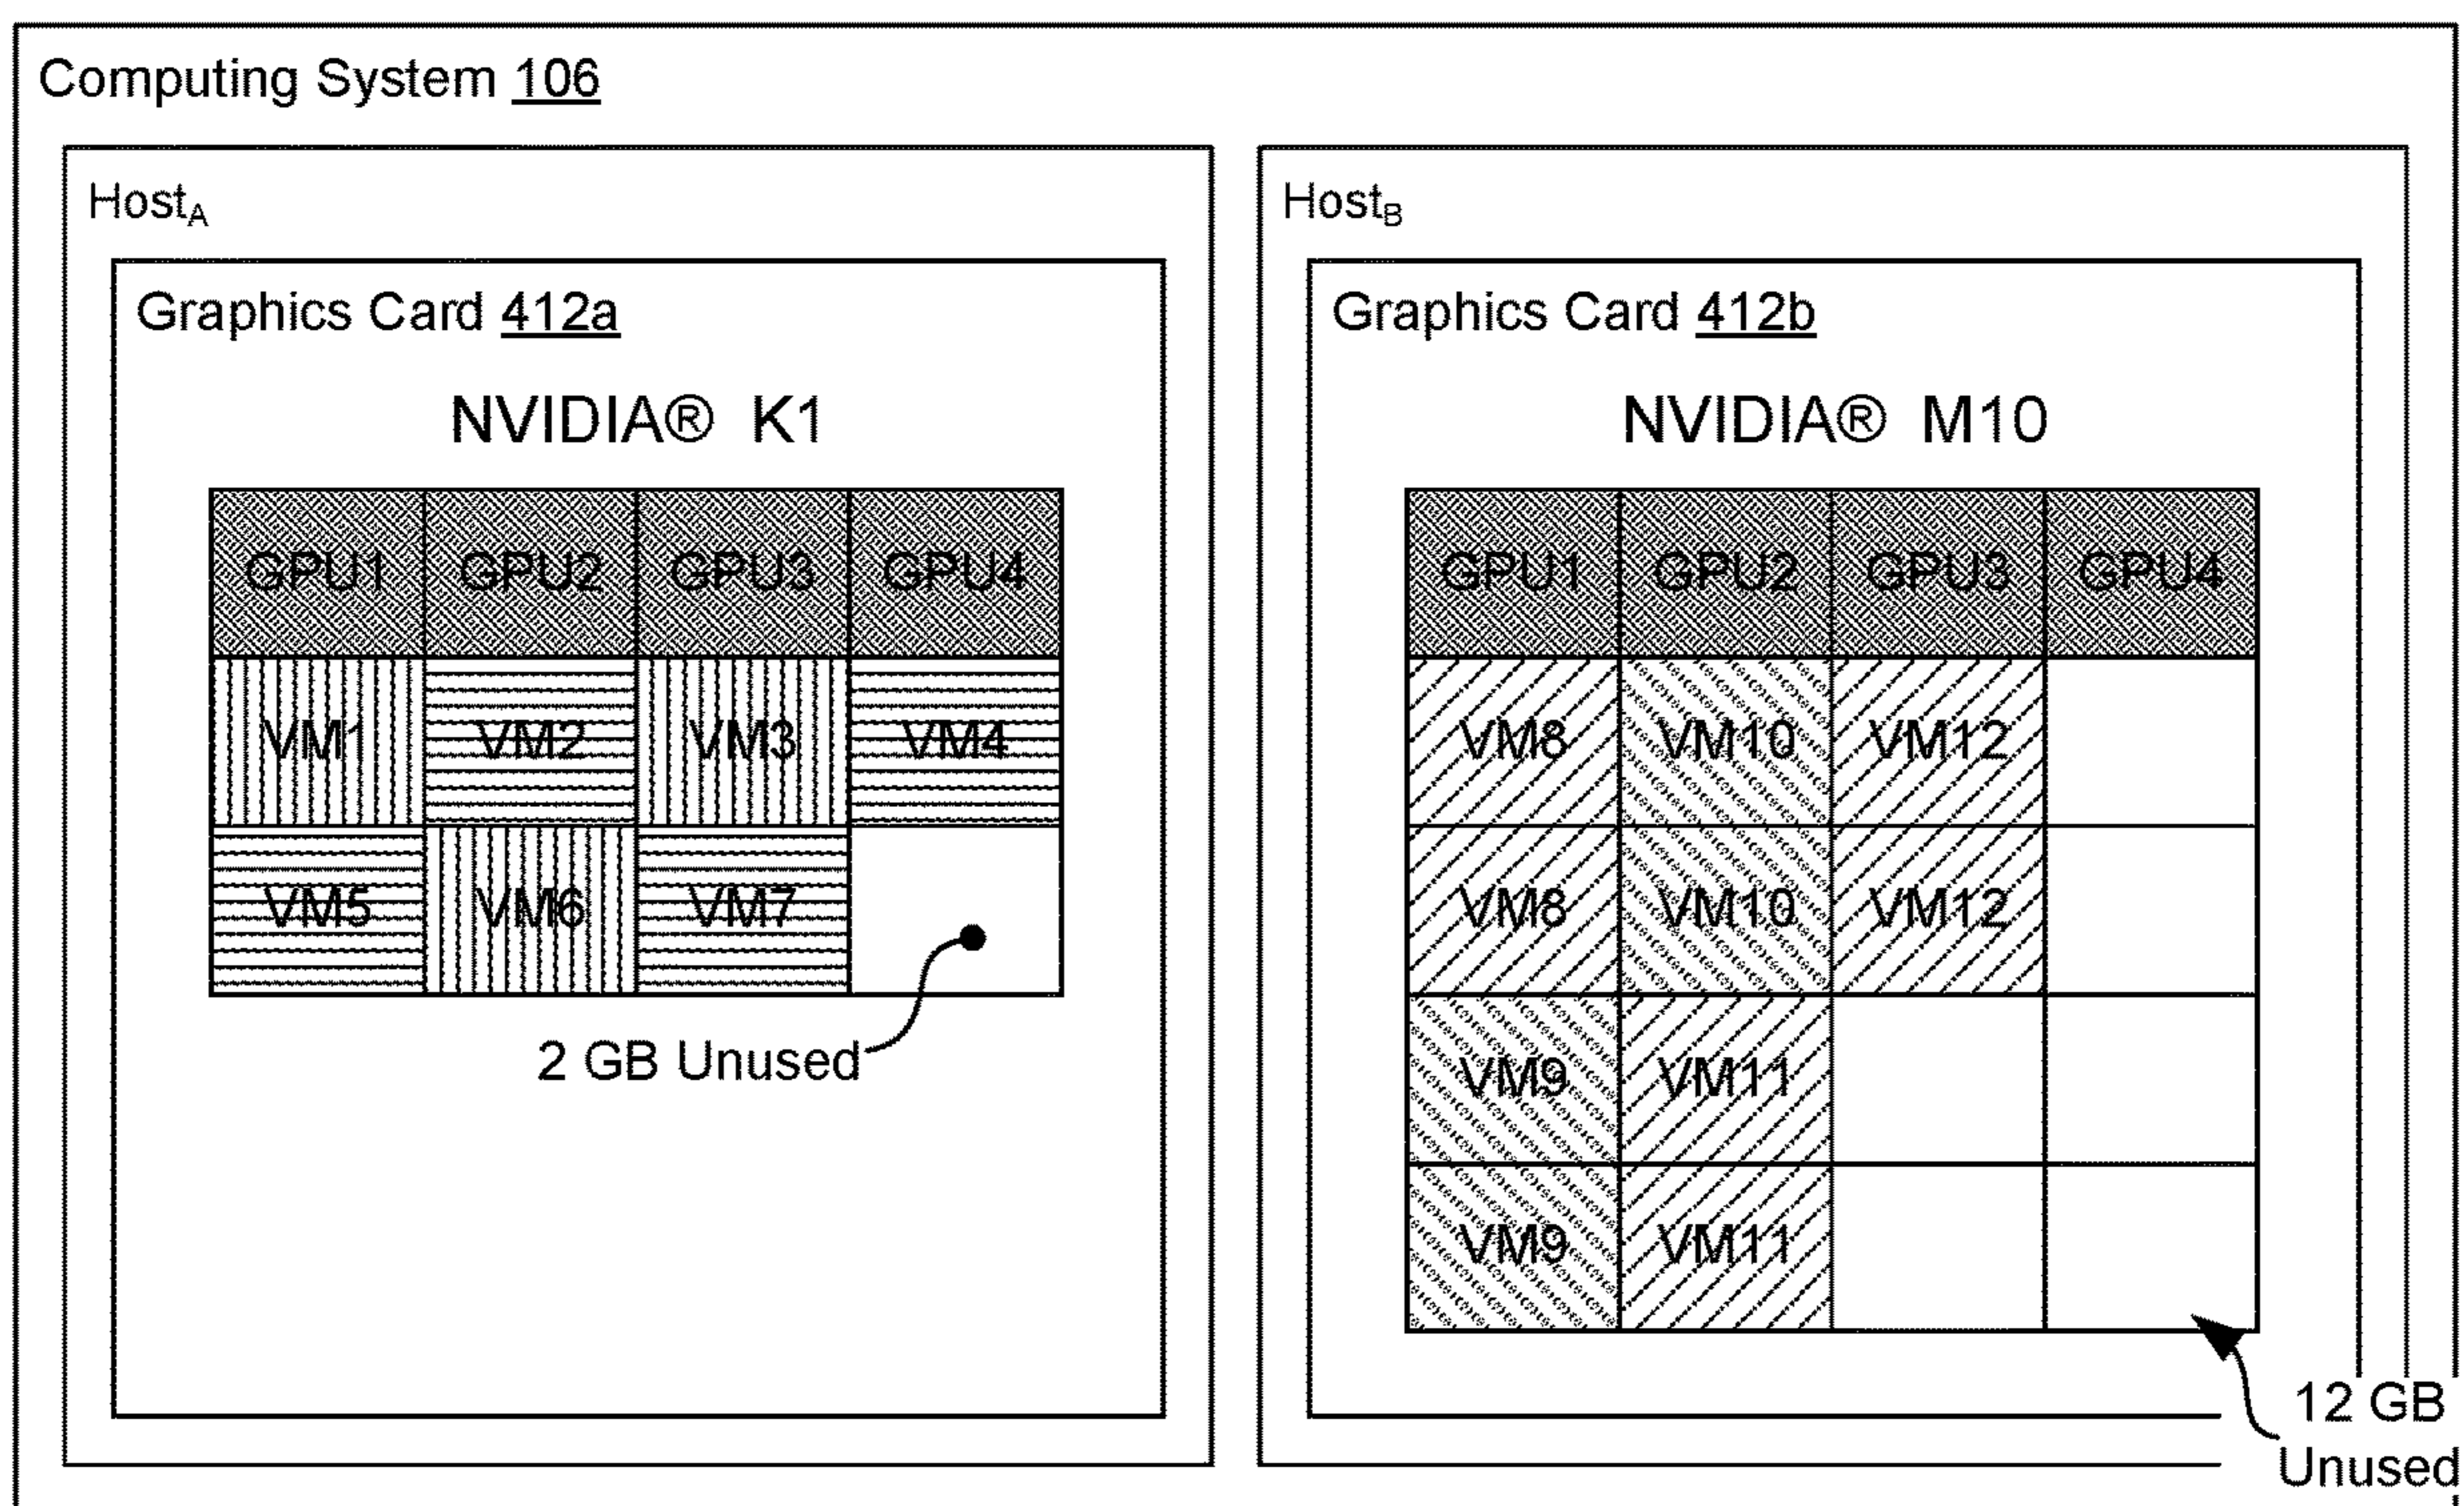 Computing System 106
HostA
Graphics Card 412a
NVIDIA® K1
GPU1 GPU2 GPU3 GPU4
VM1 VM2 VM3 VM4
VM5 VM6 VM7
2 GB Unused
HostB
Graphics Card 412b
NVIDIA® M10
GPU1 GPU2 GPU3 GPU4
VM8 VM10 VM12
VM8 VM10 VM12
VM9 VM11
VM9 VM11
12 GB
Unused